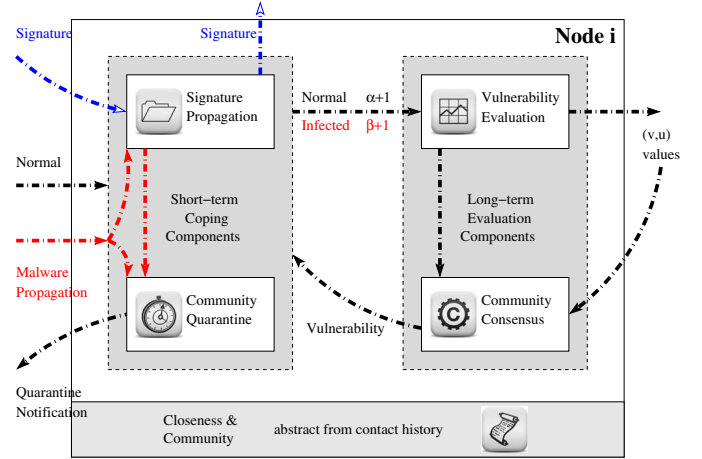 Node i
Signature
Signature
Signature
Propagation
Normal α+1
Infected β+1
Vulnerability
Evaluation
(v,u)
values
Normal
Short−term
Coping
Components
Long−term
Evaluation
Components
Malware
Propagation
Community
Quarantine
Vulnerability
C
Community
Consensus
Quarantine
Notification
Closeness &
Community
abstract from contact history